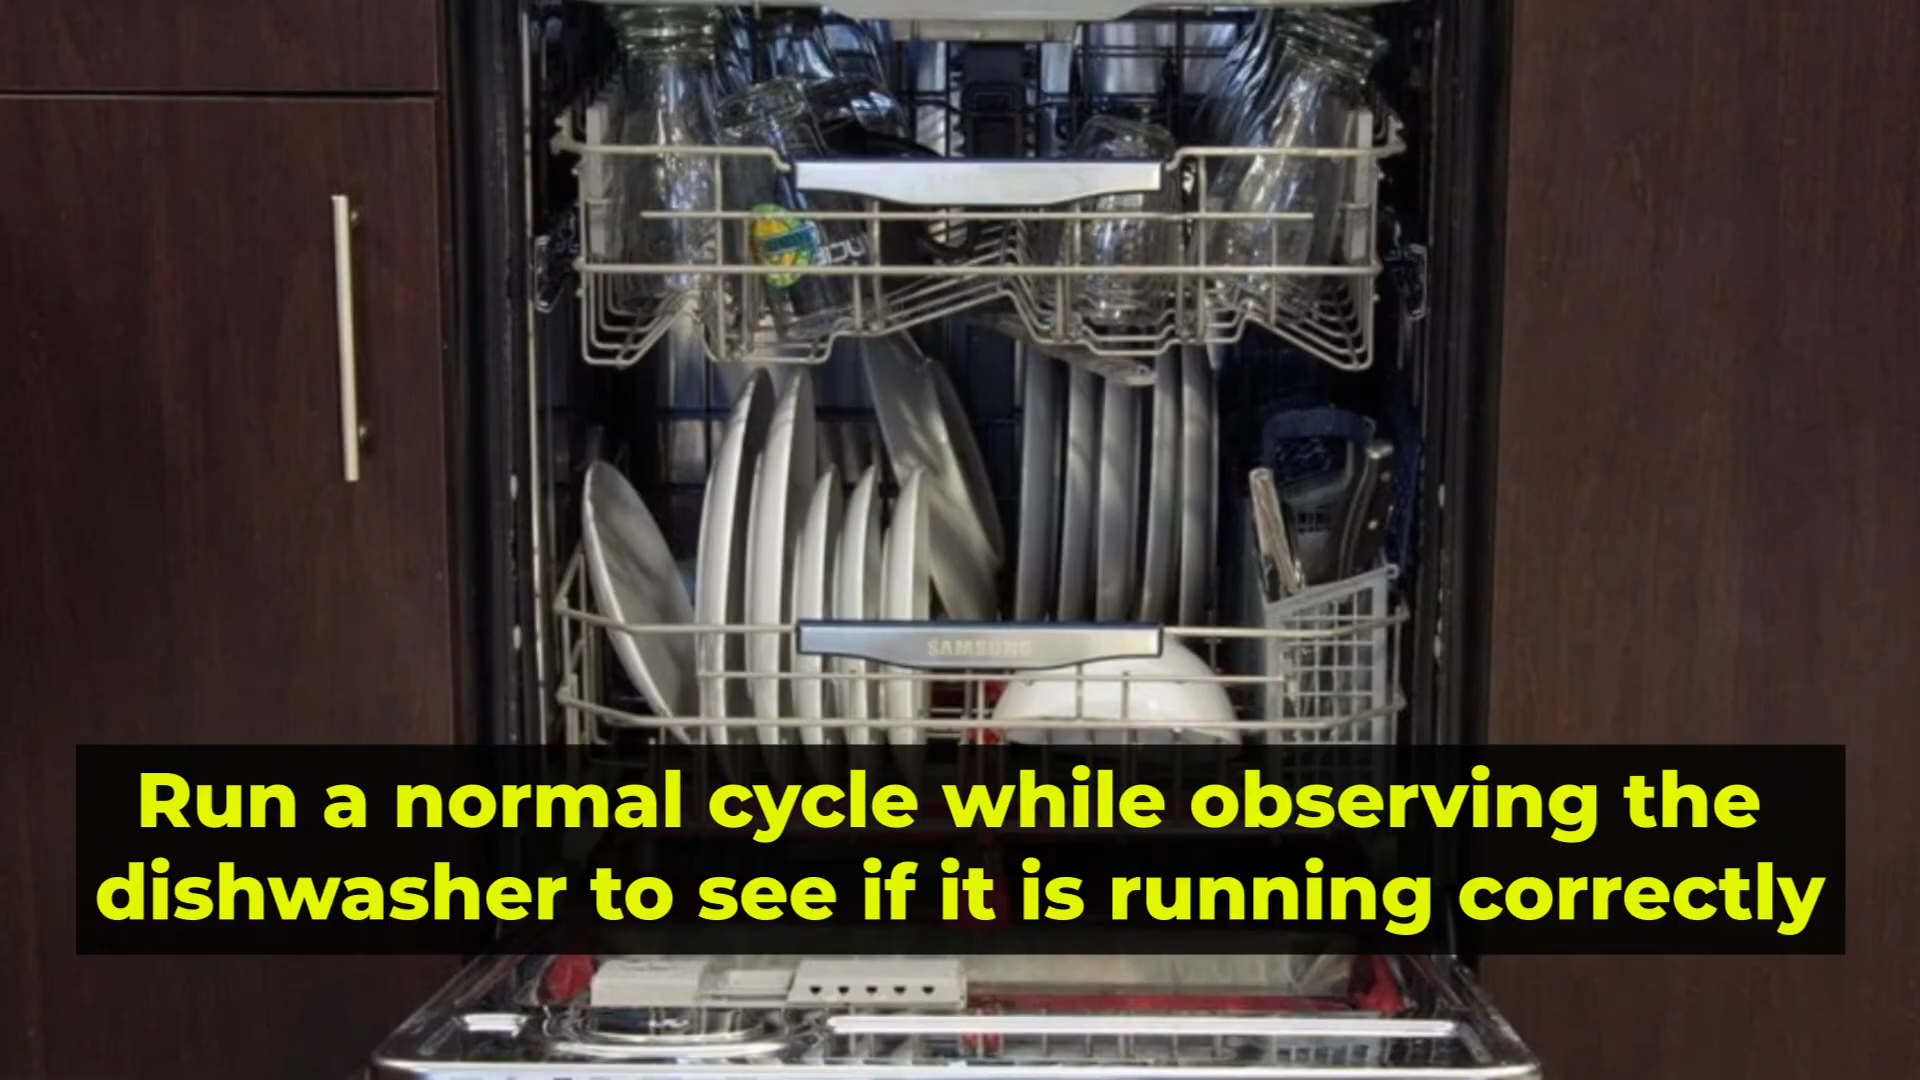 SAMSUNG
Run a normal cycle while observing the
dishwasher to see if it is running correctly